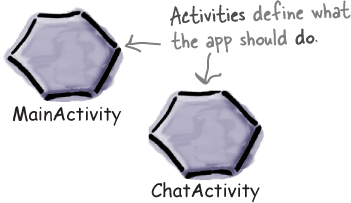 Activities define what
the app should do.
MainActivity
ChatActivity